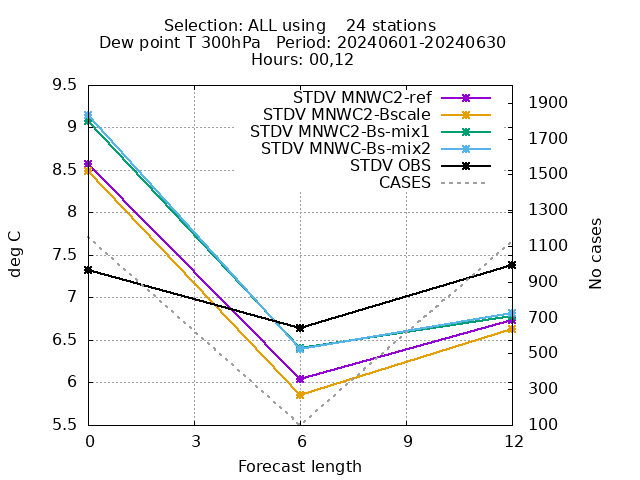 Selection: ALL using    24 stations
Dew point T 300hPa   Period: 20240601-20240630
Hours: 00,12
STDV MNWC2-ref
STDV MNWC2-Bscale
STDV MNWC2-Bs-mix1
STDV MNWC-Bs-mix2
STDV OBS
CASES
deg C
9.5
9
8.5
8
7.5
7
6.5
6
5.5
1900
1700
1500
1300
1100
900
700
500
300
100
No cases
0 3 6 9 12
Forecast length